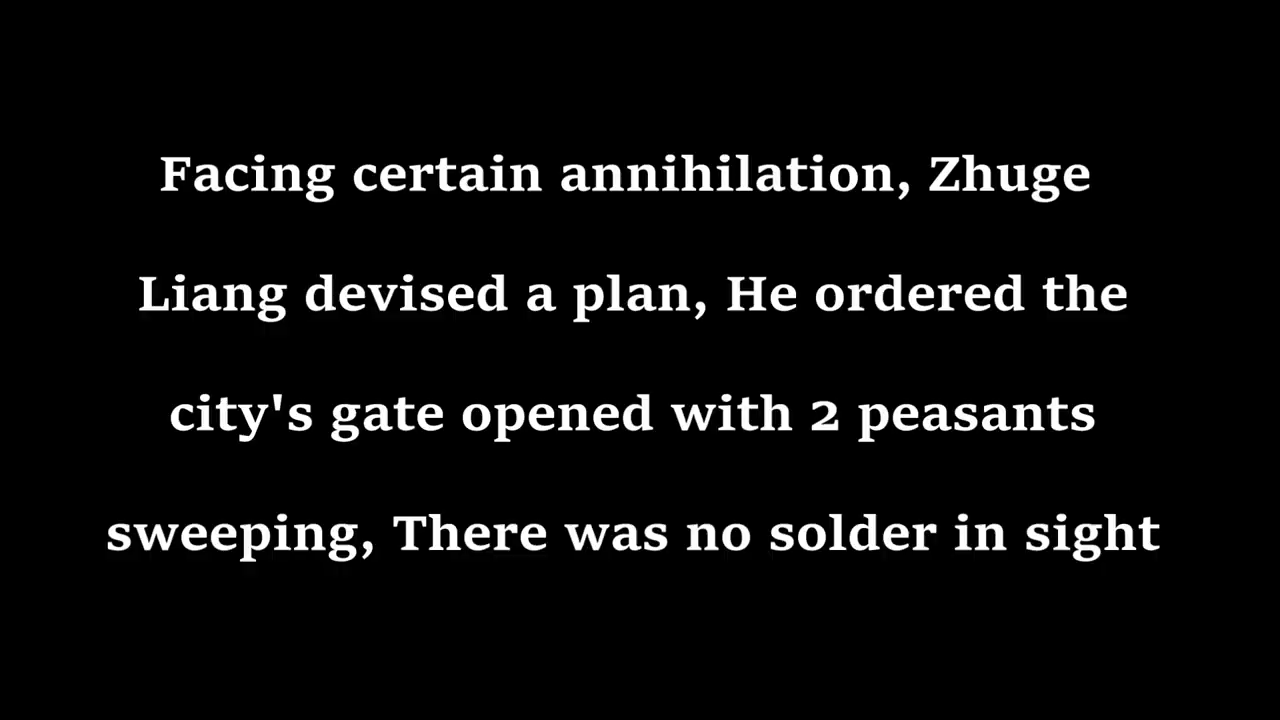 Facing certain annihilation, Zhuge
Liang devised a plan, He ordered the
city's gate opened with 2 peasants
sweeping, There was no solder in sight